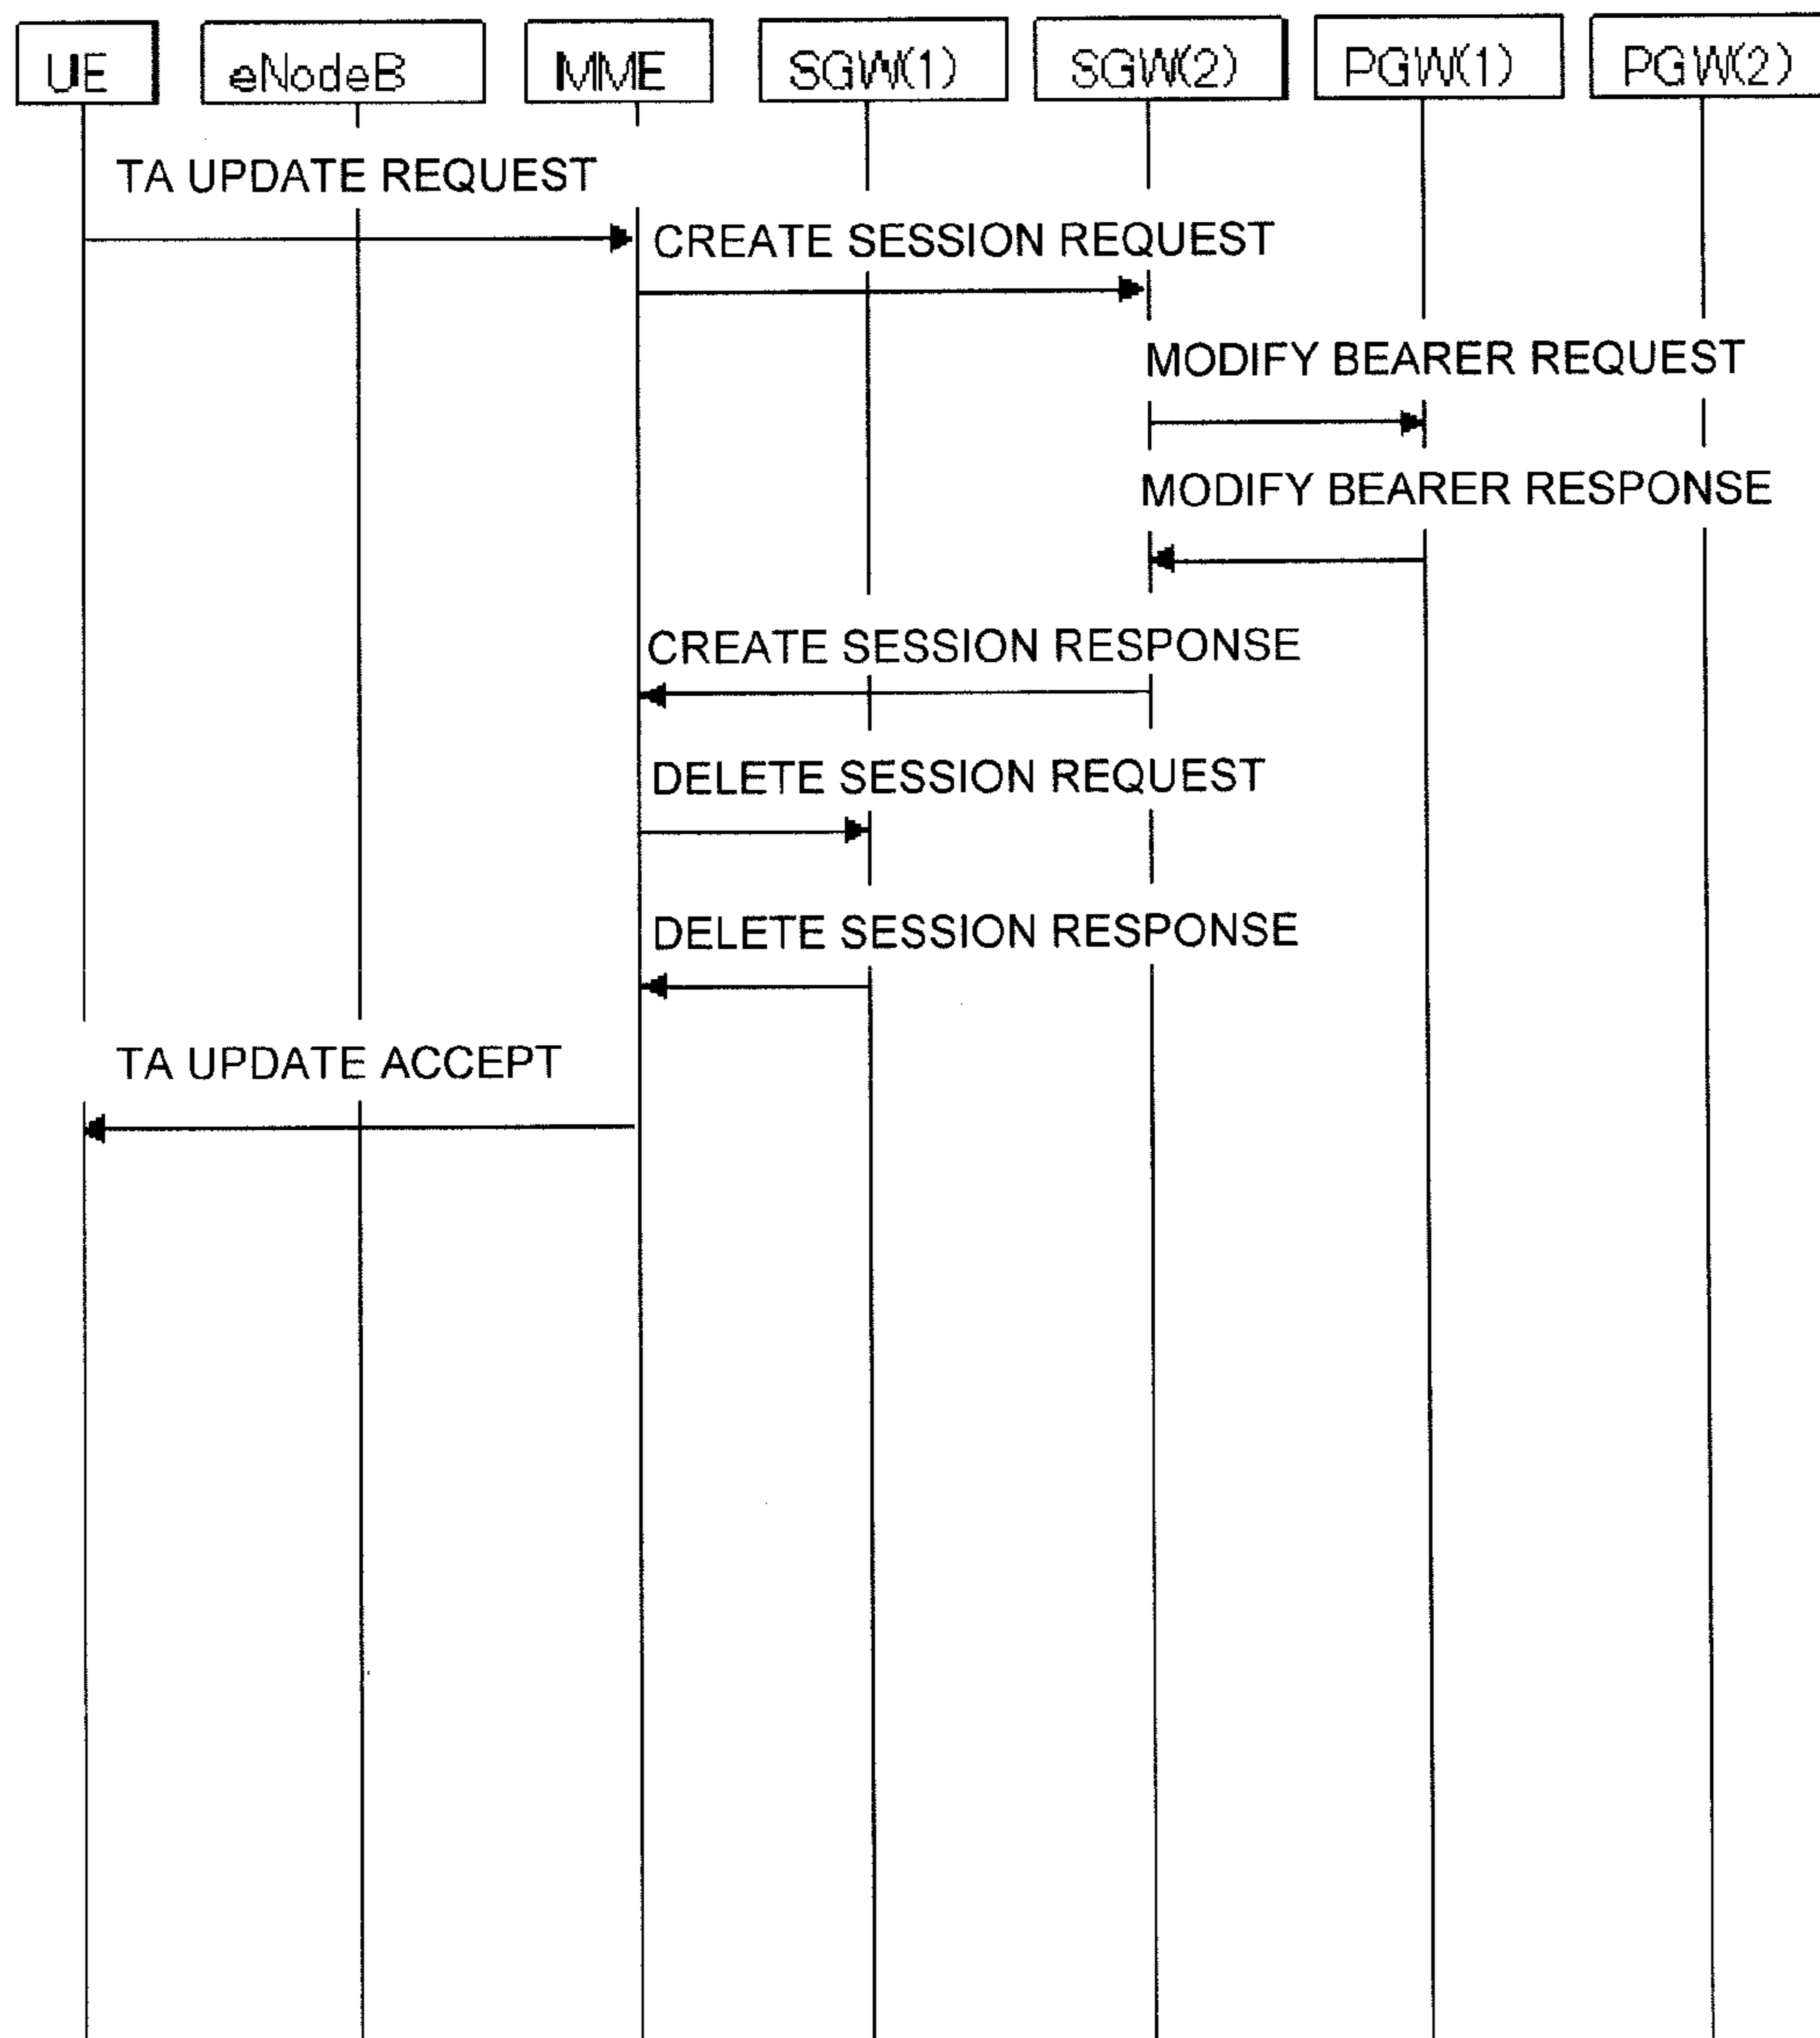 UE eNodeB MME SGW(1) SGW(2) PGW(1) PGW(2)
TA UPDATE REQUEST
CREATE SESSION REQUEST
MODIFY BEARER REQUEST
MODIFY BEARER RESPONSE
CREATE SESSION RESPONSE
DELETE SESSION REQUEST
DELETE SESSION RESPONSE
TA UPDATE ACCEPT